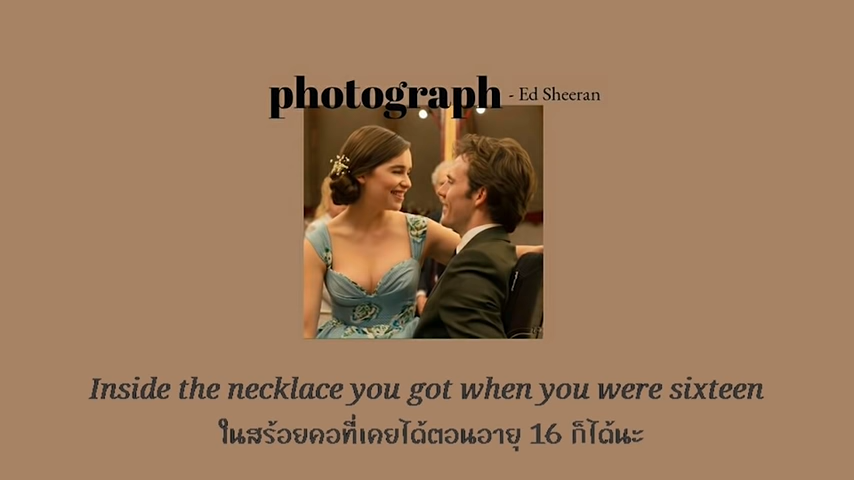 photograph - Ed Sheeran
Inside the necklace you got when you were sixteen
ในสร้อยคอที่เคยได้ตอนอายุ 16 ก็ได้นะ